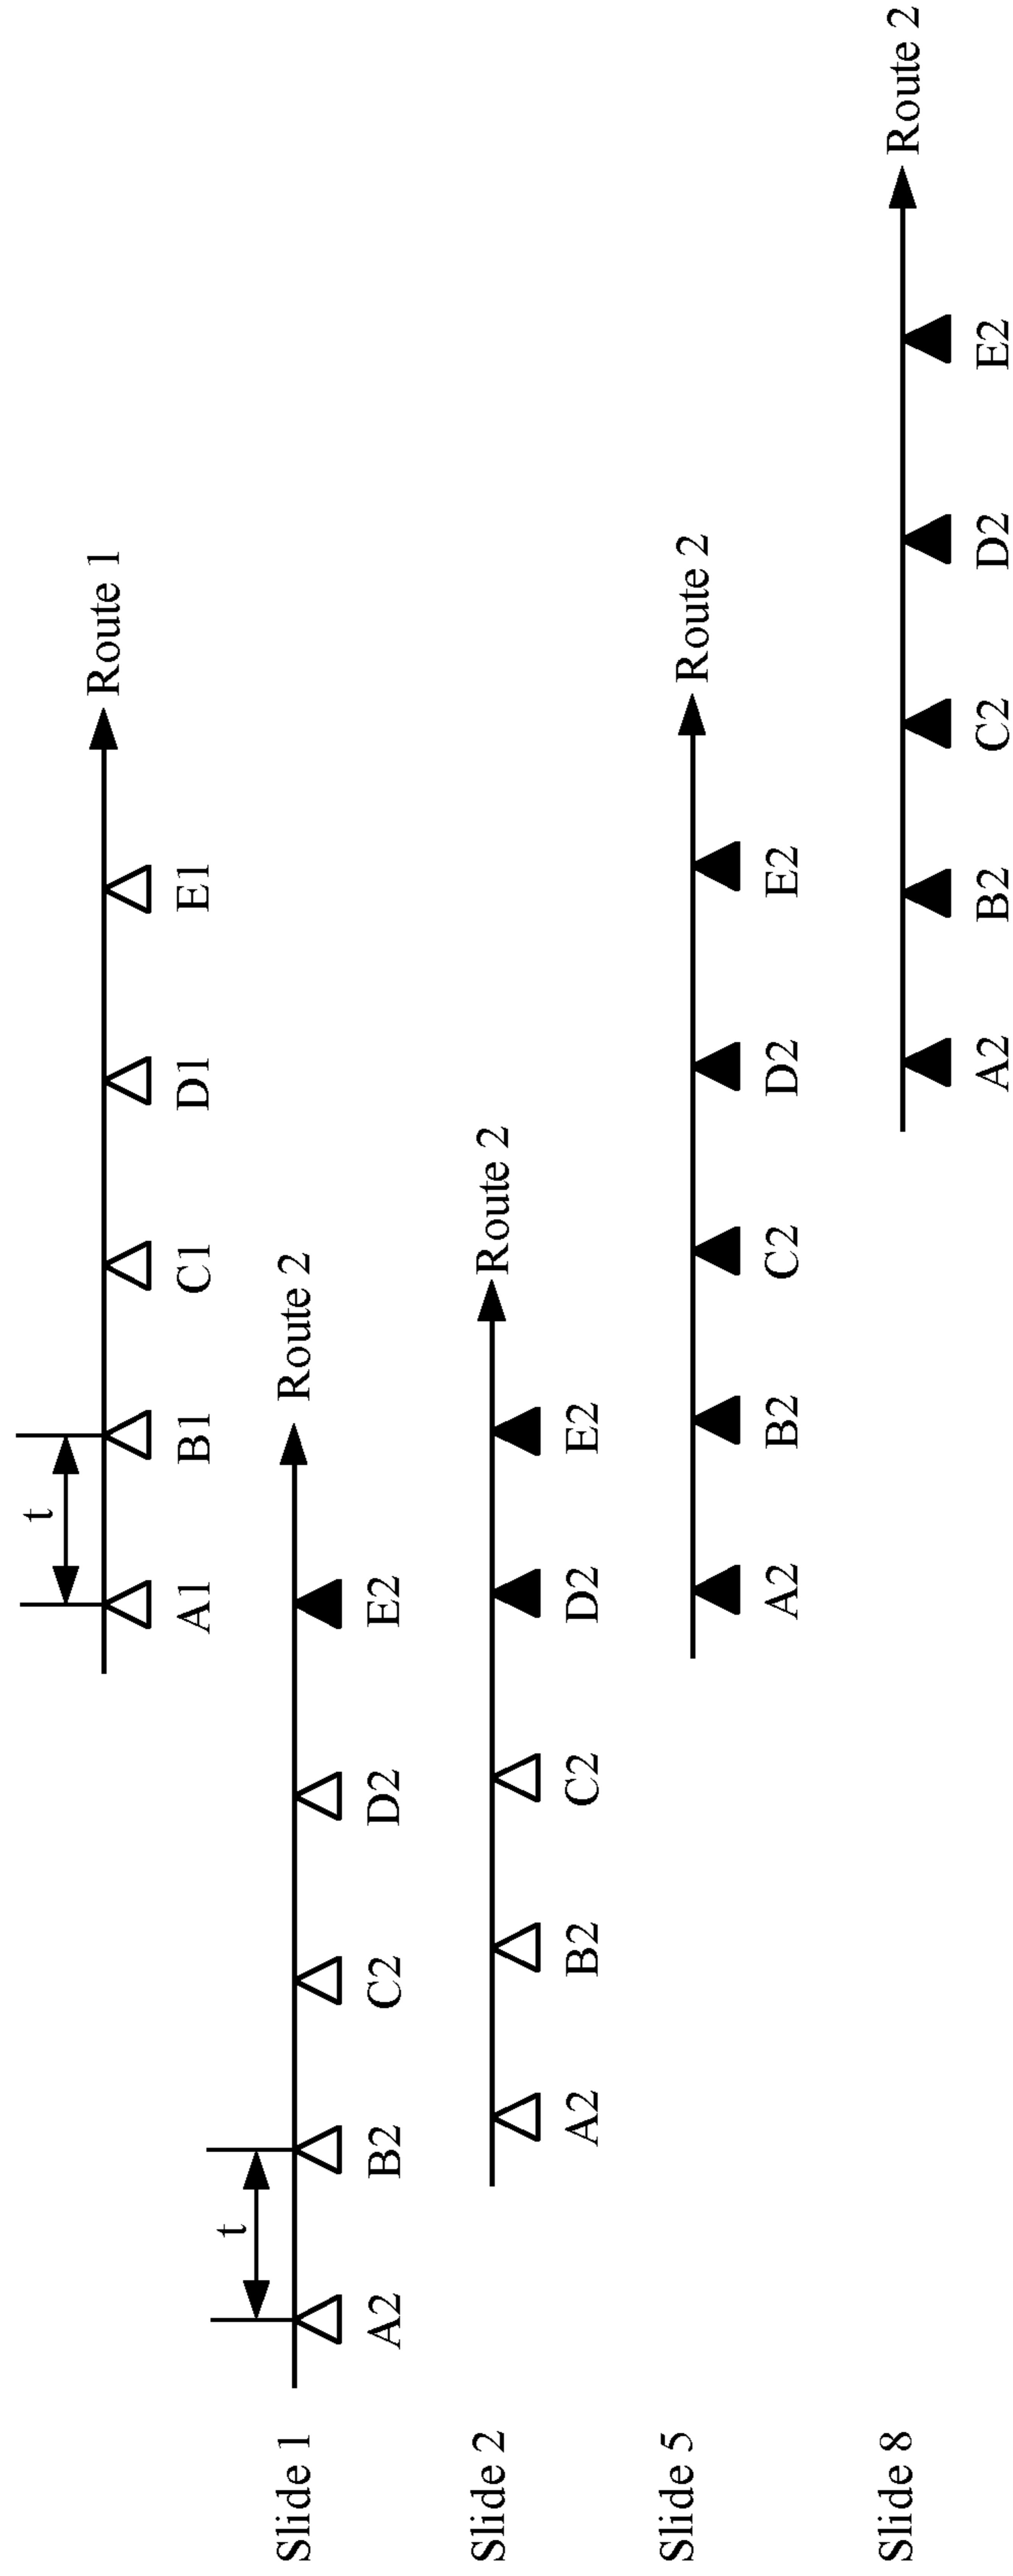 t
A1 B1 C1 D1 E1 Route 1
Slide 1
t
A2 B2 C2 D2 E2 Route 2
Slide 2
A2 B2 C2 D2 E2 Route 2
Slide 5
A2 B2 C2 D2 E2 Route 2
Slide 8
A2 B2 C2 D2 E2 Route 2